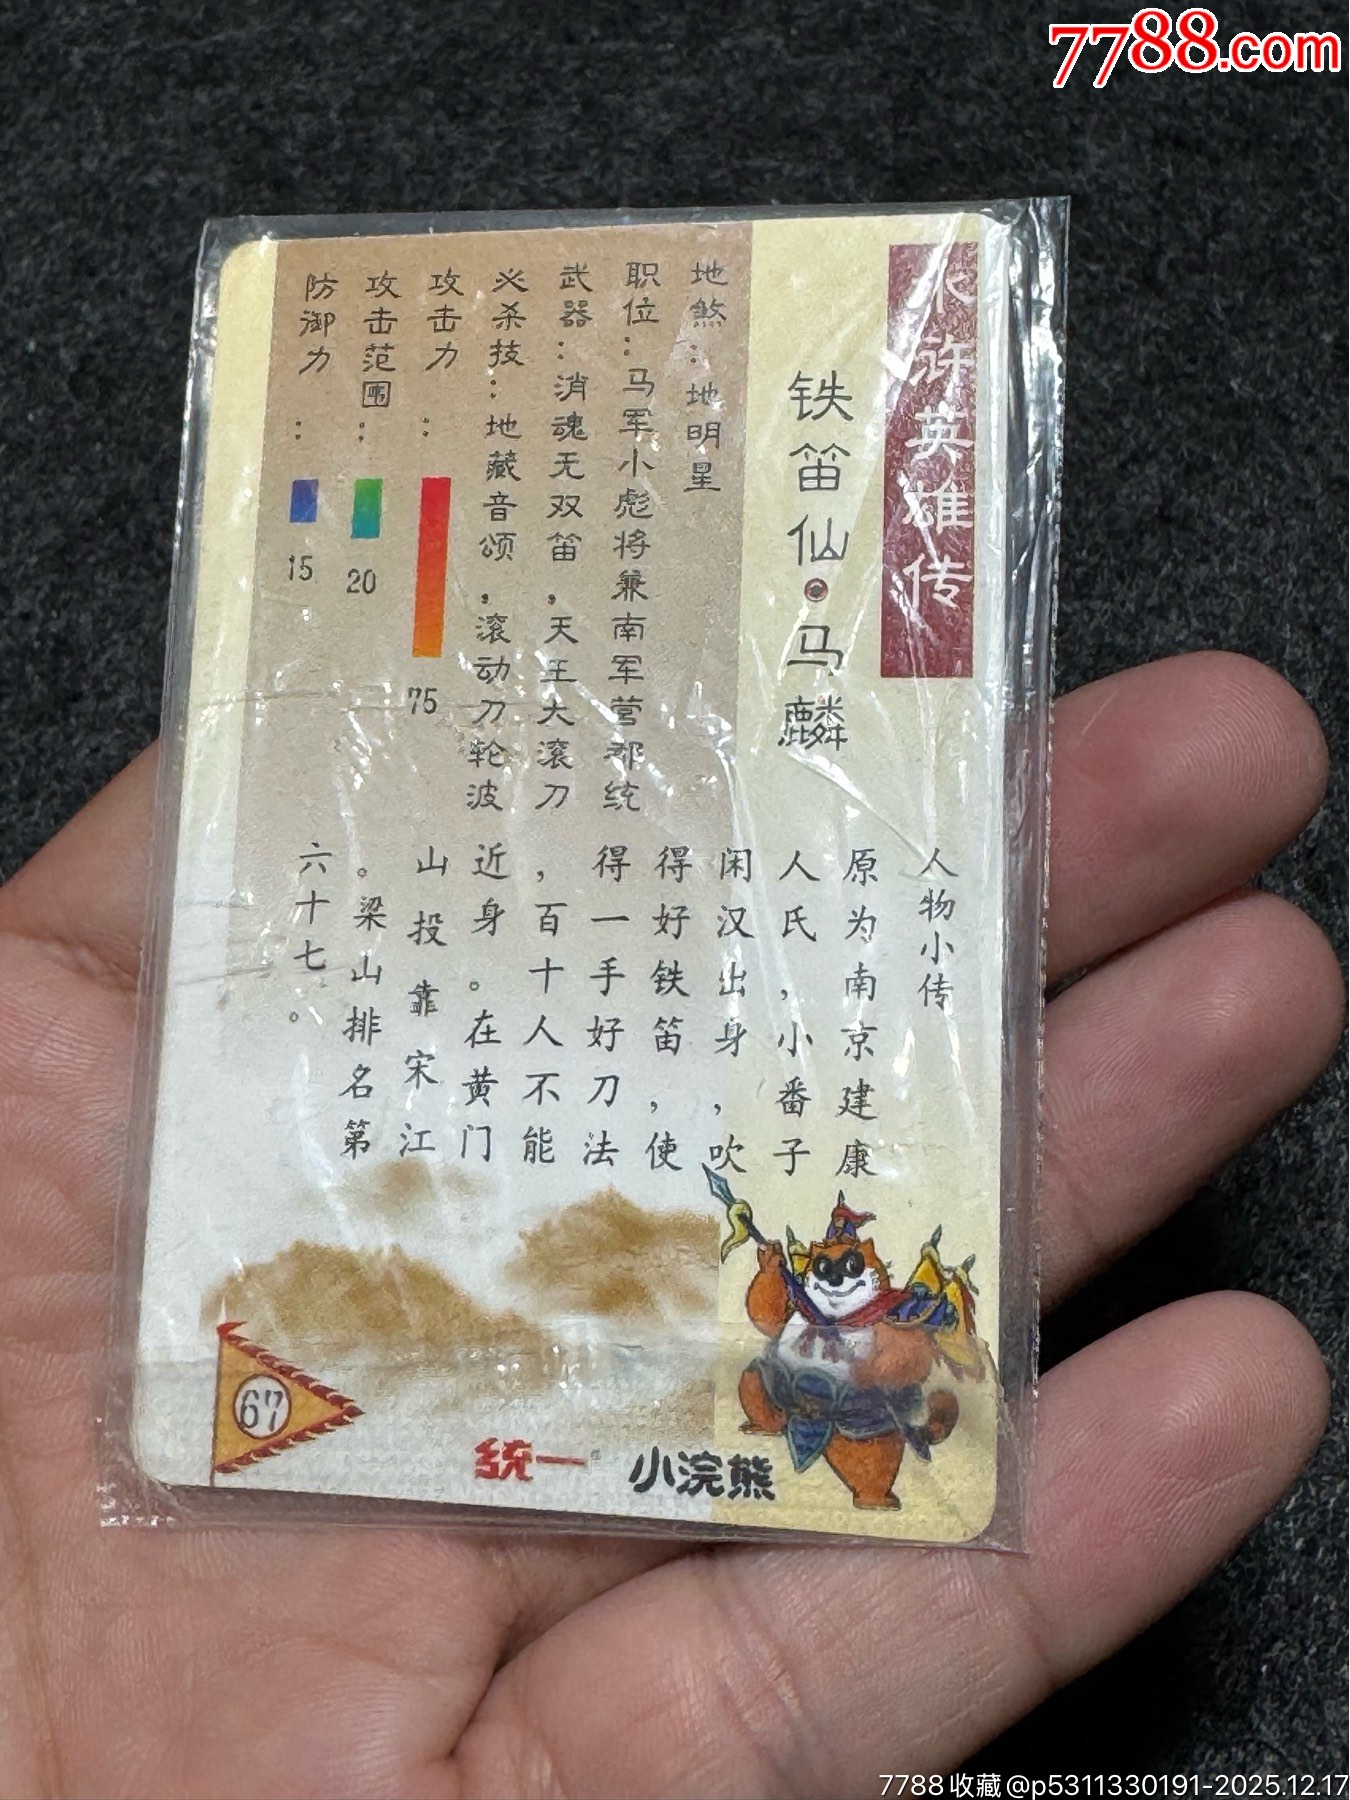 7788.com
水浒英雄传
铁笛仙·马麟
地煞：地明星
职位：马军小彪将兼南军营都统
武器：消魂无双笛，天王大滚刀
必杀技：地藏音颂，滚动刀轮波
攻击力：75
攻击范围：20
防御力：15
人物小传
原为南京建康
人氏，小番子
闲汉出身，吹
得好铁笛，使
得一手好刀法
，百十人不能
近身。在黄门
山投靠宋江
。梁山排名第
六十七。
67
统一®
小浣熊
7788收藏@p5311330191-2025.12.17